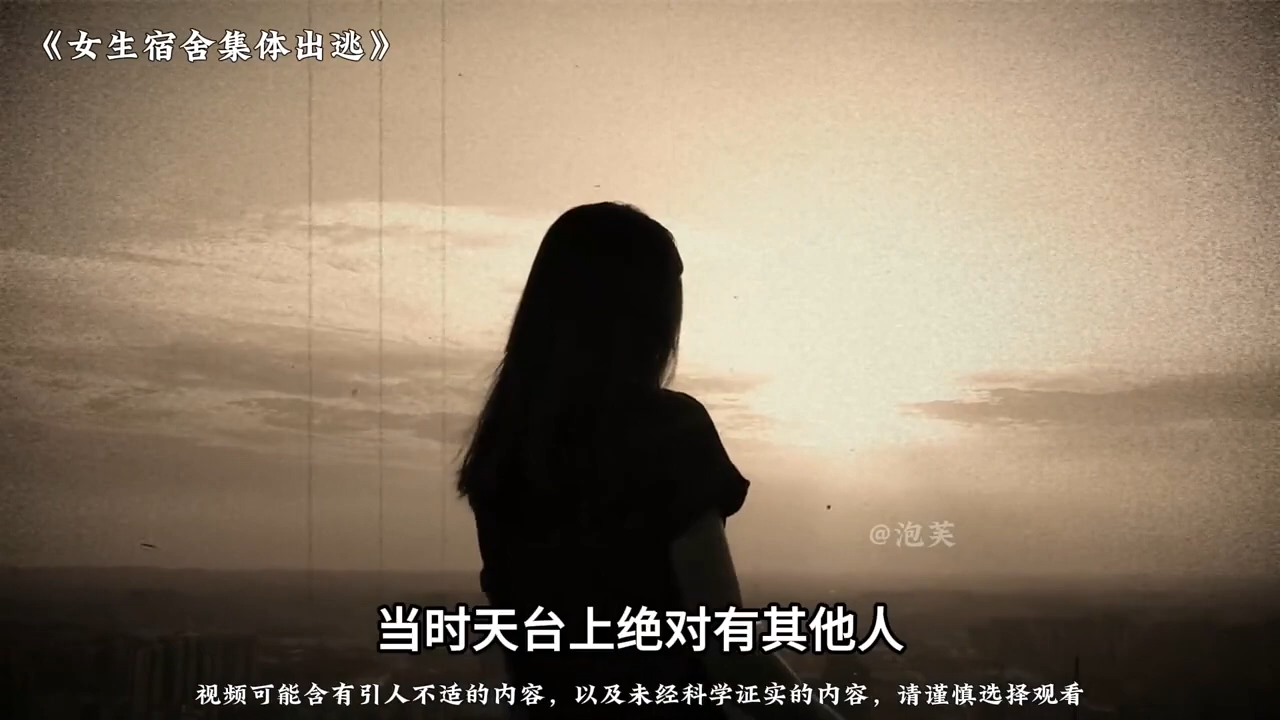 《女生宿舍集体出逃》
@泡芙
当时天台上绝对有其他人
视频可能含有引人不适的内容，以及未经科学证实的内容，请谨慎选择观看